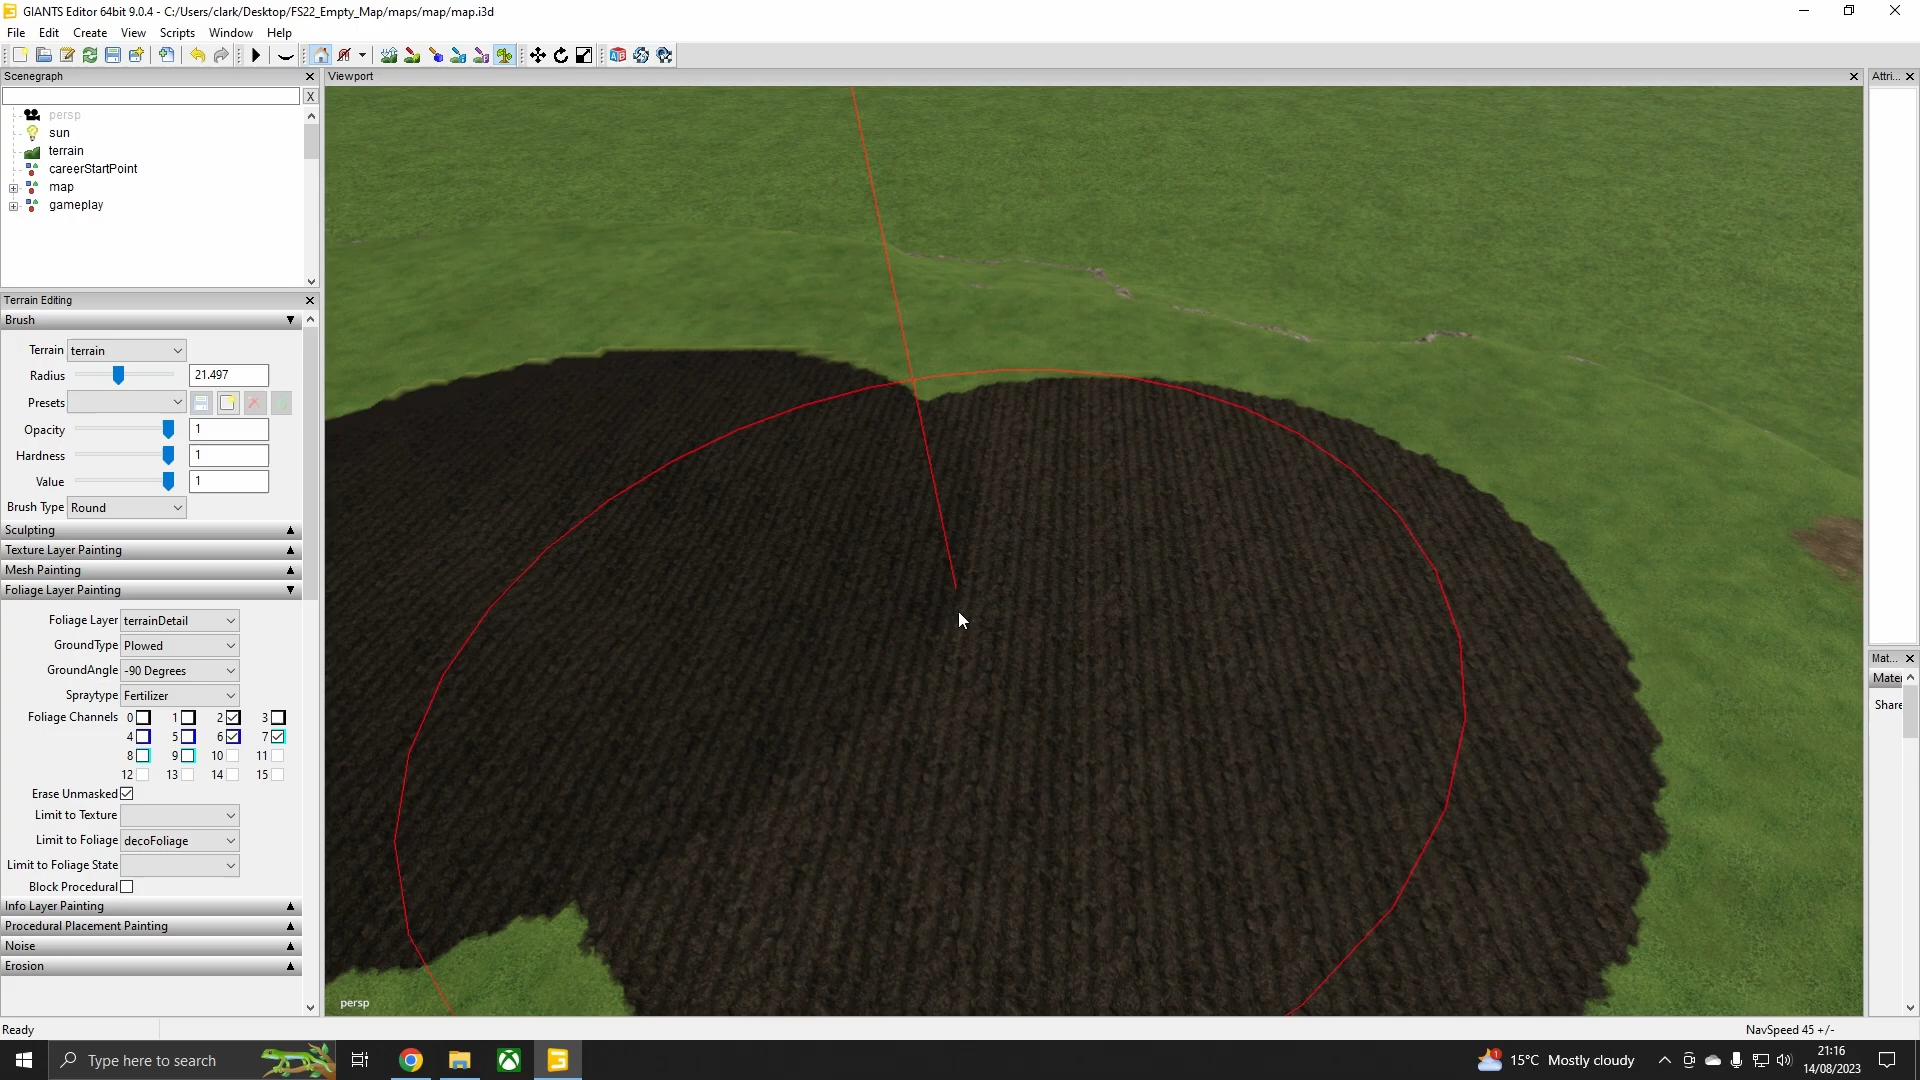 GIANTS Editor 64bit 9.0.4 - C:/Users/clark/Desktop/FS22_Empty_Map/maps/map/map.i3d
File Edit Create View Scripts Window Help
Scenegraph
X
persp
sun
terrain
careerStartPoint
map
gameplay
Terrain Editing
Brush
Terrain terrain
Radius 21.497
Presets
Opacity 1
Hardness 1
Value 1
Brush Type Round
Sculpting
Texture Layer Painting
Mesh Painting
Foliage Layer Painting
Foliage Layer terrainDetail
GroundType Plowed
GroundAngle -90 Degrees
Spraytype Fertilizer
Foliage Channels 0 1 2 3
4 5 6 7
8 9 10 11
12 13 14 15
Erase Unmasked
Limit to Texture
Limit to Foliage decoFoliage
Limit to Foliage State
Block Procedural
Info Layer Painting
Procedural Placement Painting
Noise
Erosion
Viewport
persp
Attri...
Mat...
Mater
Share
Ready
NavSpeed 45 +/-
Type here to search
1
15°C Mostly cloudy
21:16
14/08/2023